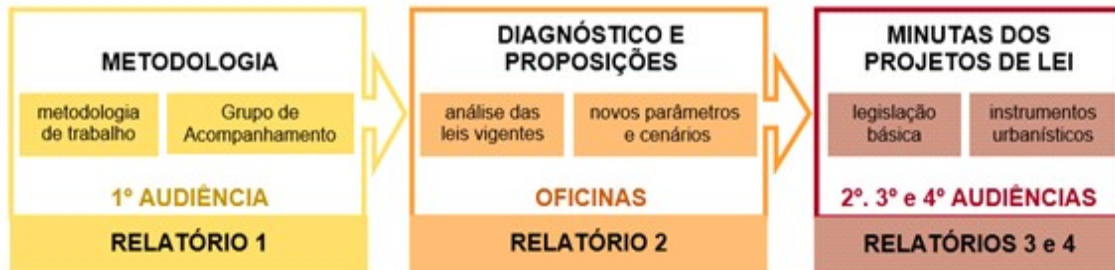 METODOLOGIA
metodologia
de trabalho
Grupo de
Acompanhamento
1º AUDIÊNCIA
RELATÓRIO 1
DIAGNÓSTICO E
PROPOSIÇÕES
análise das
leis vigentes
novos parâmetros
e cenários
OFICINAS
RELATÓRIO 2
MINUTAS DOS
PROJETOS DE LEI
legislação
básica
instrumentos
urbanísticos
2º. 3º e 4º AUDIÊNCIAS
RELATÓRIOS 3 e 4